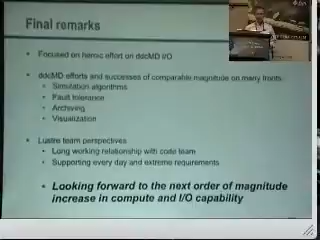 Final remarks
• Focused on heroic effort on ddcMD I/O
• ddcMD efforts and successes of comparable magnitude on many fronts
• Simulation algorithms
• Fault tolerance
• Archiving
• Visualization
• Lustre team perspectives
• Long working relationship with code team
• Supporting every day and extreme requirements
• Looking forward to the next order of magnitude
increase in compute and I/O capability